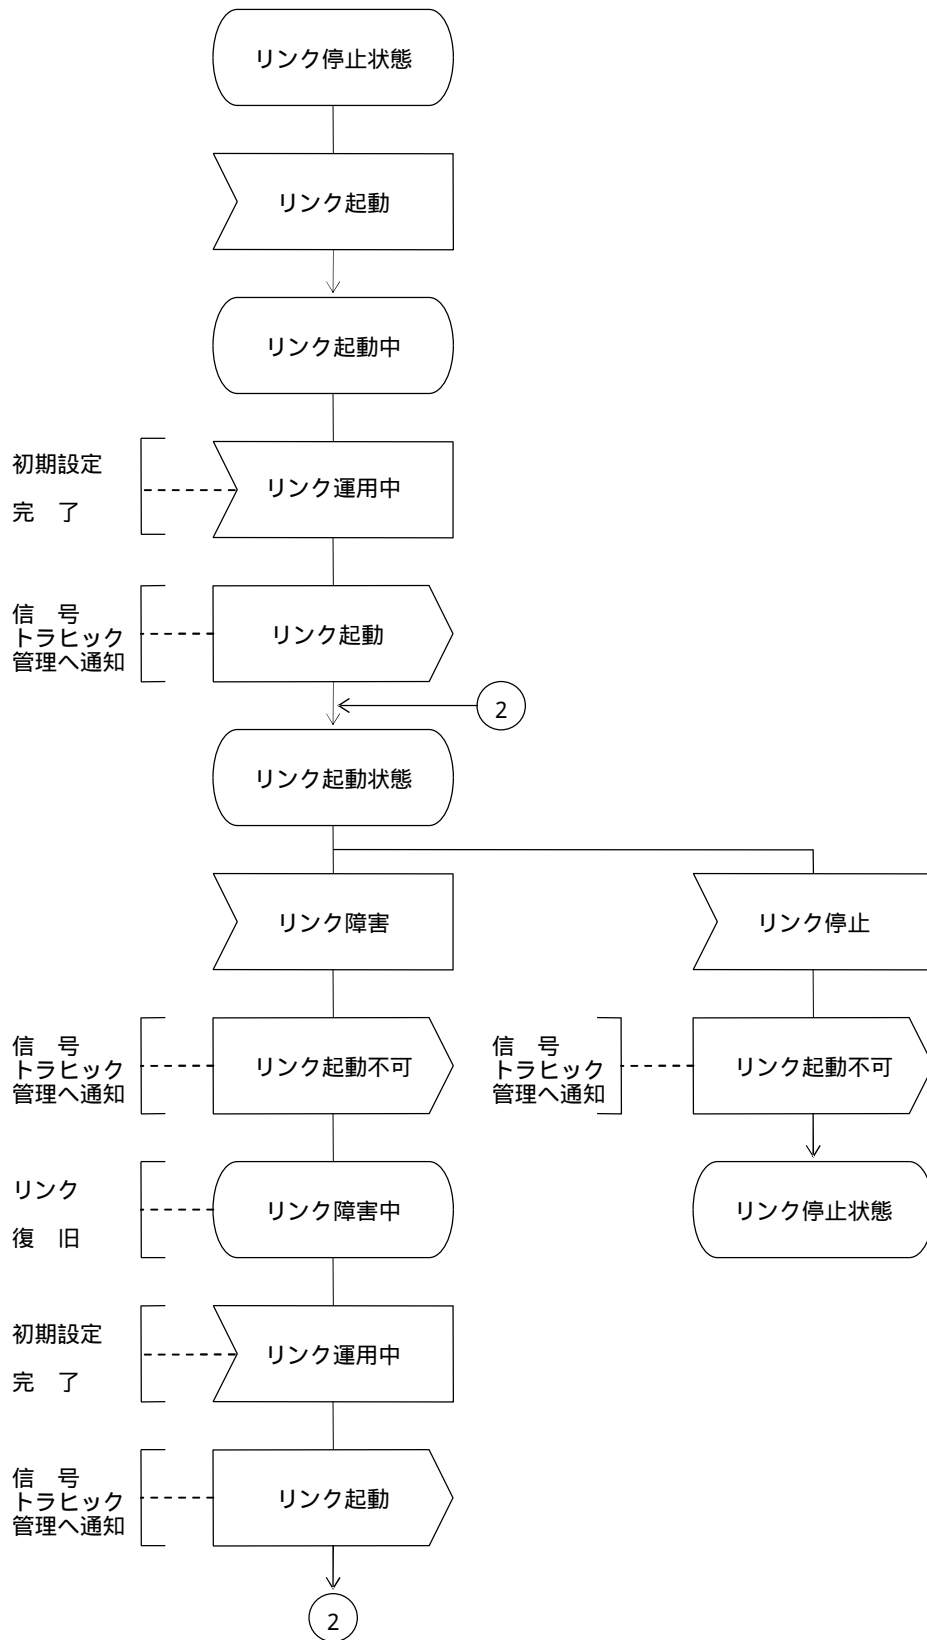 リンク停止状態
リンク起動
リンク起動中
初期設定
完 了
リンク運用中
信 号
トラヒック
管理へ通知
リンク起動
2
リンク起動状態
リンク障害
リンク停止
信 号
トラヒック
管理へ通知
リンク起動不可
信 号
トラヒック
管理へ通知
リンク起動不可
リンク
復 旧
リンク障害中
リンク停止状態
初期設定
完 了
リンク運用中
信 号
トラヒック
管理へ通知
リンク起動
2